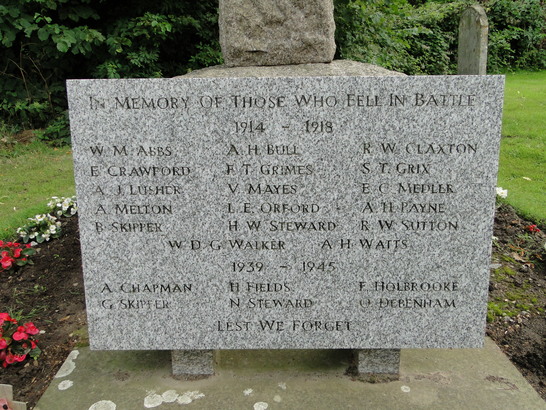 IN MEMORY OF THOSE WHO FELL IN BATTLE
1914 - 1918
W. M. ABBS A. H. BULL R. W. CLAXTON
E. CRAWFORD F. T. GRIMES S. T. GRIX
A. J. LUSHER V. MAYES E. C. MEDLER
A. MELTON L. E. ORFORD A. H. PAYNE
B. SKIPPER H. W. STEWARD R. W. SUTTON
W. D. G. WALKER A. H. WATTS
1939 - 1945
A. CHAPMAN H. FIELDS F. HOLBROOKE
G. SKIPPER N. STEWARD O. DEBENHAM
LEST WE FORGET